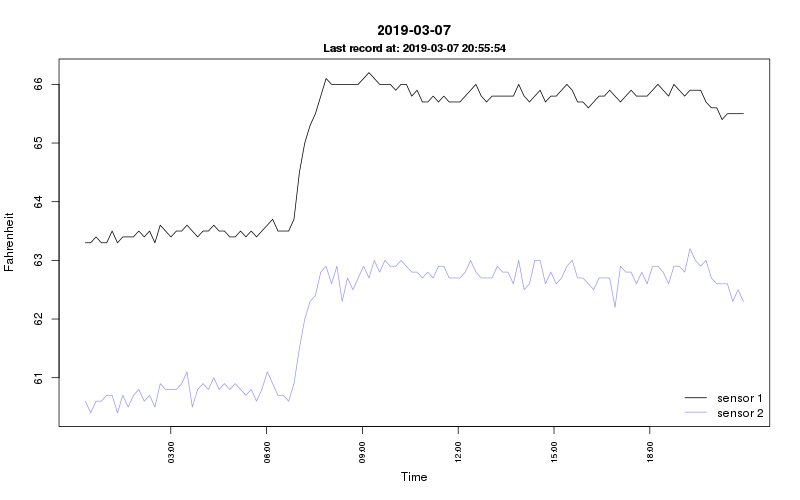 2019-03-07
Last record at: 2019-03-07 20:55:54
Fahrenheit
66
65
64
63
62
61
sensor 1
sensor 2
03:00
06:00
09:00
12:00
15:00
18:00
Time